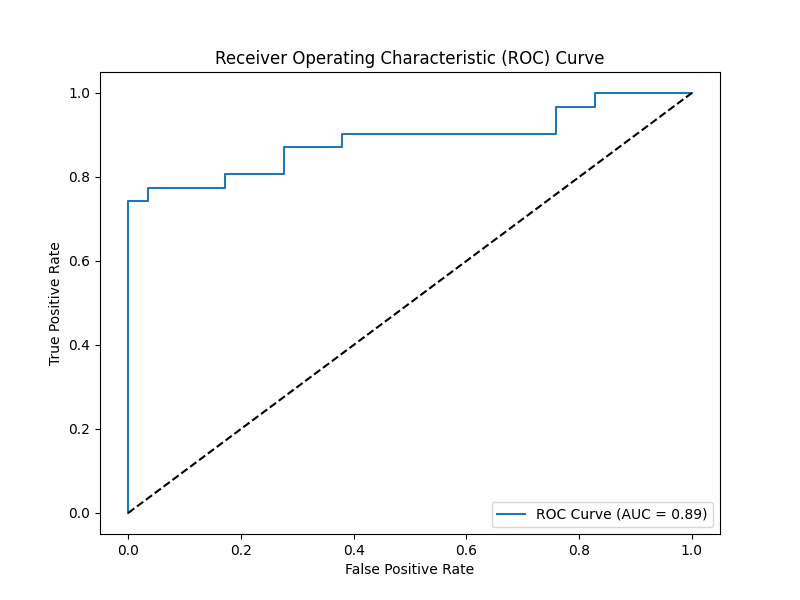 Receiver Operating Characteristic (ROC) Curve
1.0
0.8
0.6
0.4
0.2
0.0
True Positive Rate
ROC Curve (AUC = 0.89)
0.0 0.2 0.4 0.6 0.8 1.0
False Positive Rate